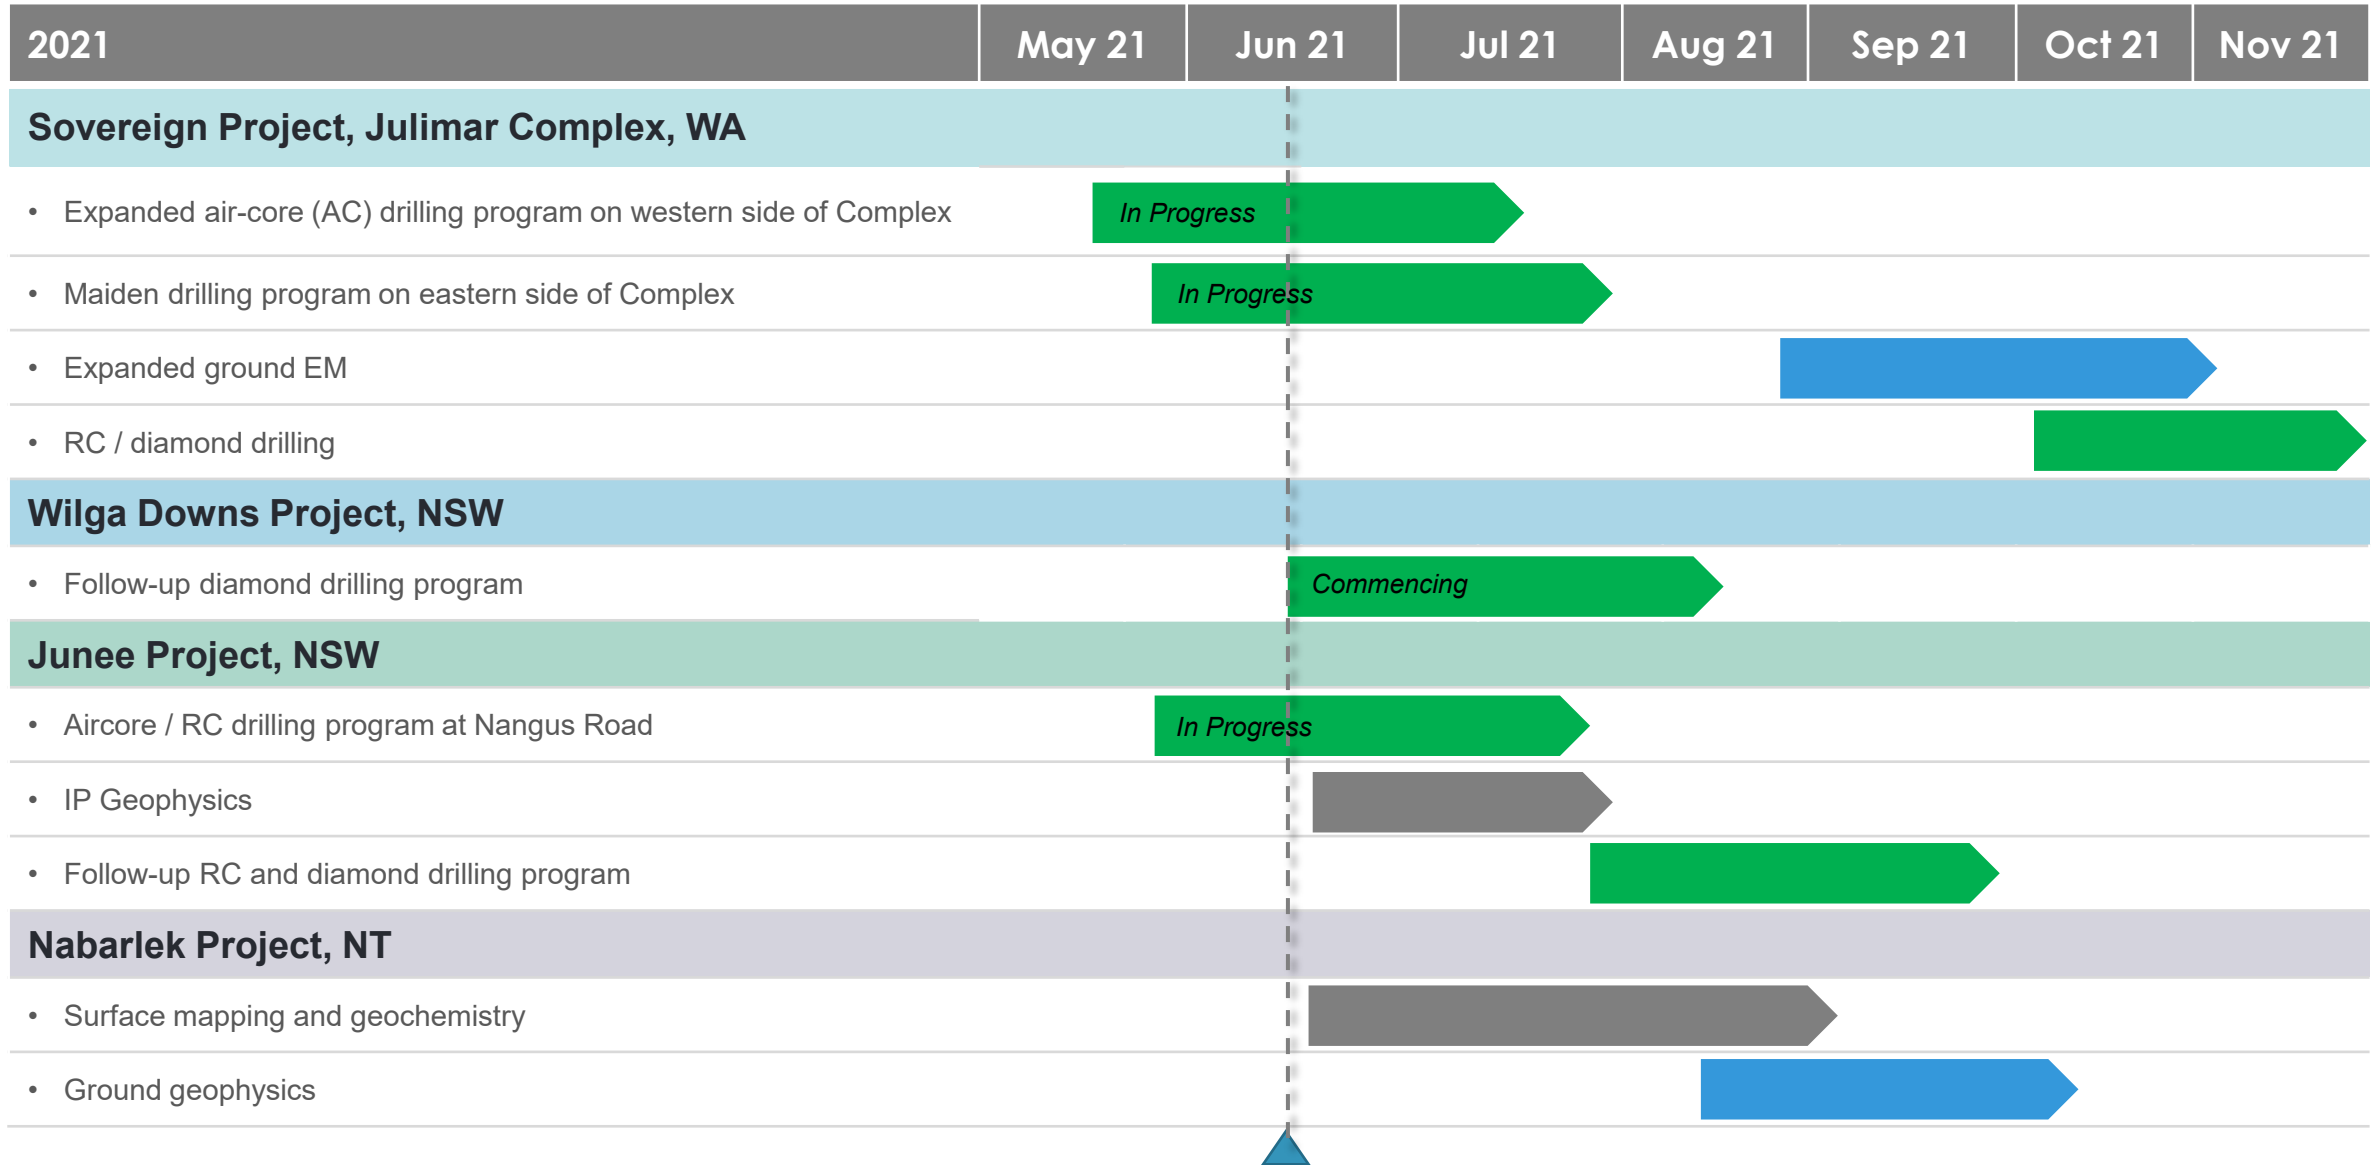 2021 May 21 Jun 21 Jul 21 Aug 21 Sep 21 Oct 21 Nov 21
Sovereign Project, Julimar Complex, WA
• Expanded air-core (AC) drilling program on western side of Complex In Progress
• Maiden drilling program on eastern side of Complex In Progress
• Expanded ground EM
• RC / diamond drilling
Wilga Downs Project, NSW
• Follow-up diamond drilling program Commencing
Junee Project, NSW
• Aircore / RC drilling program at Nangus Road In Progress
• IP Geophysics
• Follow-up RC and diamond drilling program
Nabarlek Project, NT
• Surface mapping and geochemistry
• Ground geophysics